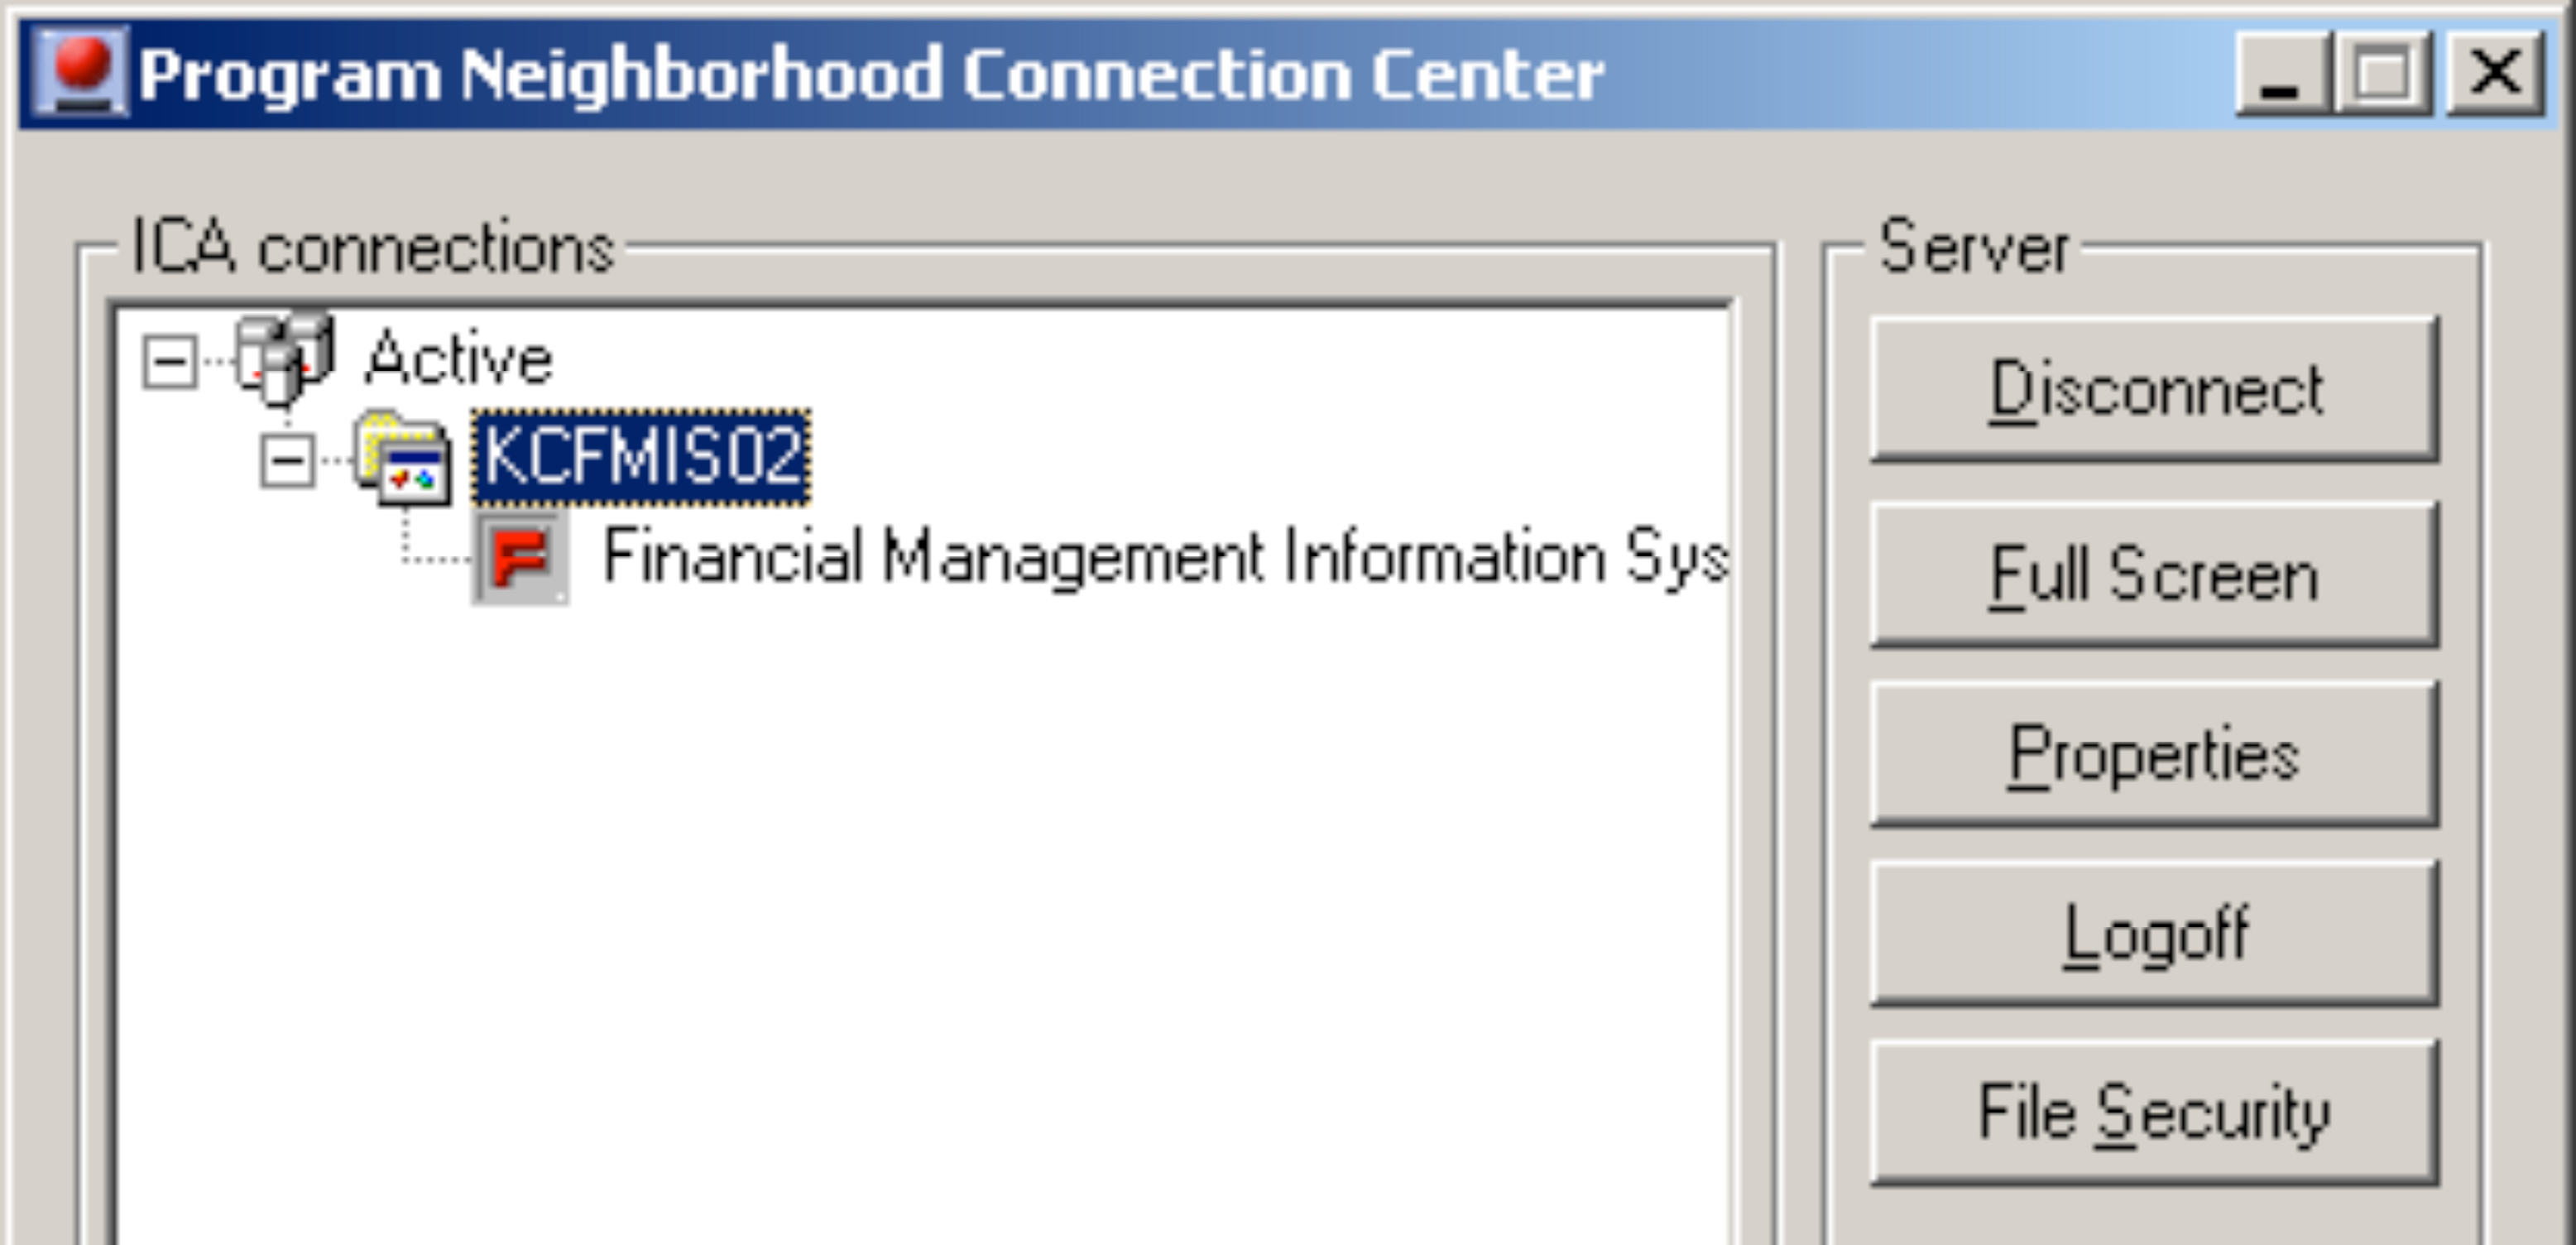 Program Neighborhood Connection Center
ICA connections
Active
KCFMIS02
Financial Management Information Sys
Server
Disconnect
Full Screen
Properties
Logoff
File Security